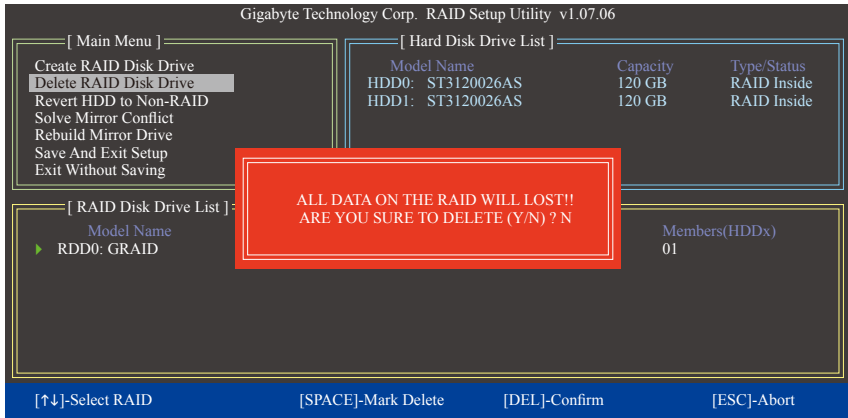 Gigabyte Technology Corp. RAID Setup Utility v1.07.06
[ Main Menu ]
Create RAID Disk Drive
Delete RAID Disk Drive
Revert HDD to Non-RAID
Solve Mirror Conflict
Rebuild Mirror Drive
Save And Exit Setup
Exit Without Saving
[ Hard Disk Drive List ]
Model Name Capacity Type/Status
HDD0: ST3120026AS 120 GB RAID Inside
HDD1: ST3120026AS 120 GB RAID Inside
ALL DATA ON THE RAID WILL LOST!!
ARE YOU SURE TO DELETE (Y/N) ? N
[ RAID Disk Drive List ]
Model Name Members(HDDx)
RDD0: GRAID 01
[↑↓]-Select RAID [SPACE]-Mark Delete [DEL]-Confirm [ESC]-Abort